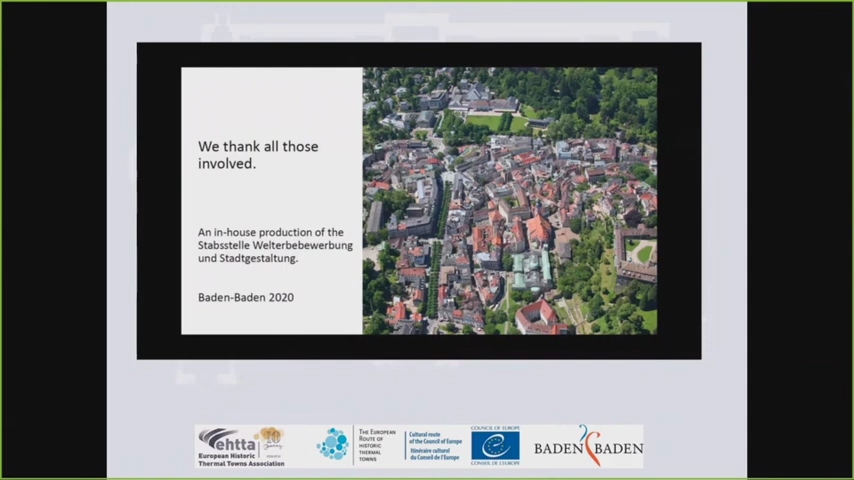 We thank all those
involved.
An in-house production of the
Stabsstelle Welterbebewerbung
und Stadtgestaltung.
Baden-Baden 2020
ehtta
European Historic
Thermal Towns Association
THE EUROPEAN
ROUTE OF
HISTORIC
THERMAL
TOWNS
Cultural route
of the Council of Europe
Itinéraire culturel
du Conseil de l'Europe
COUNCIL OF EUROPE
CONSEIL DE L'EUROPE
BADEN BADEN